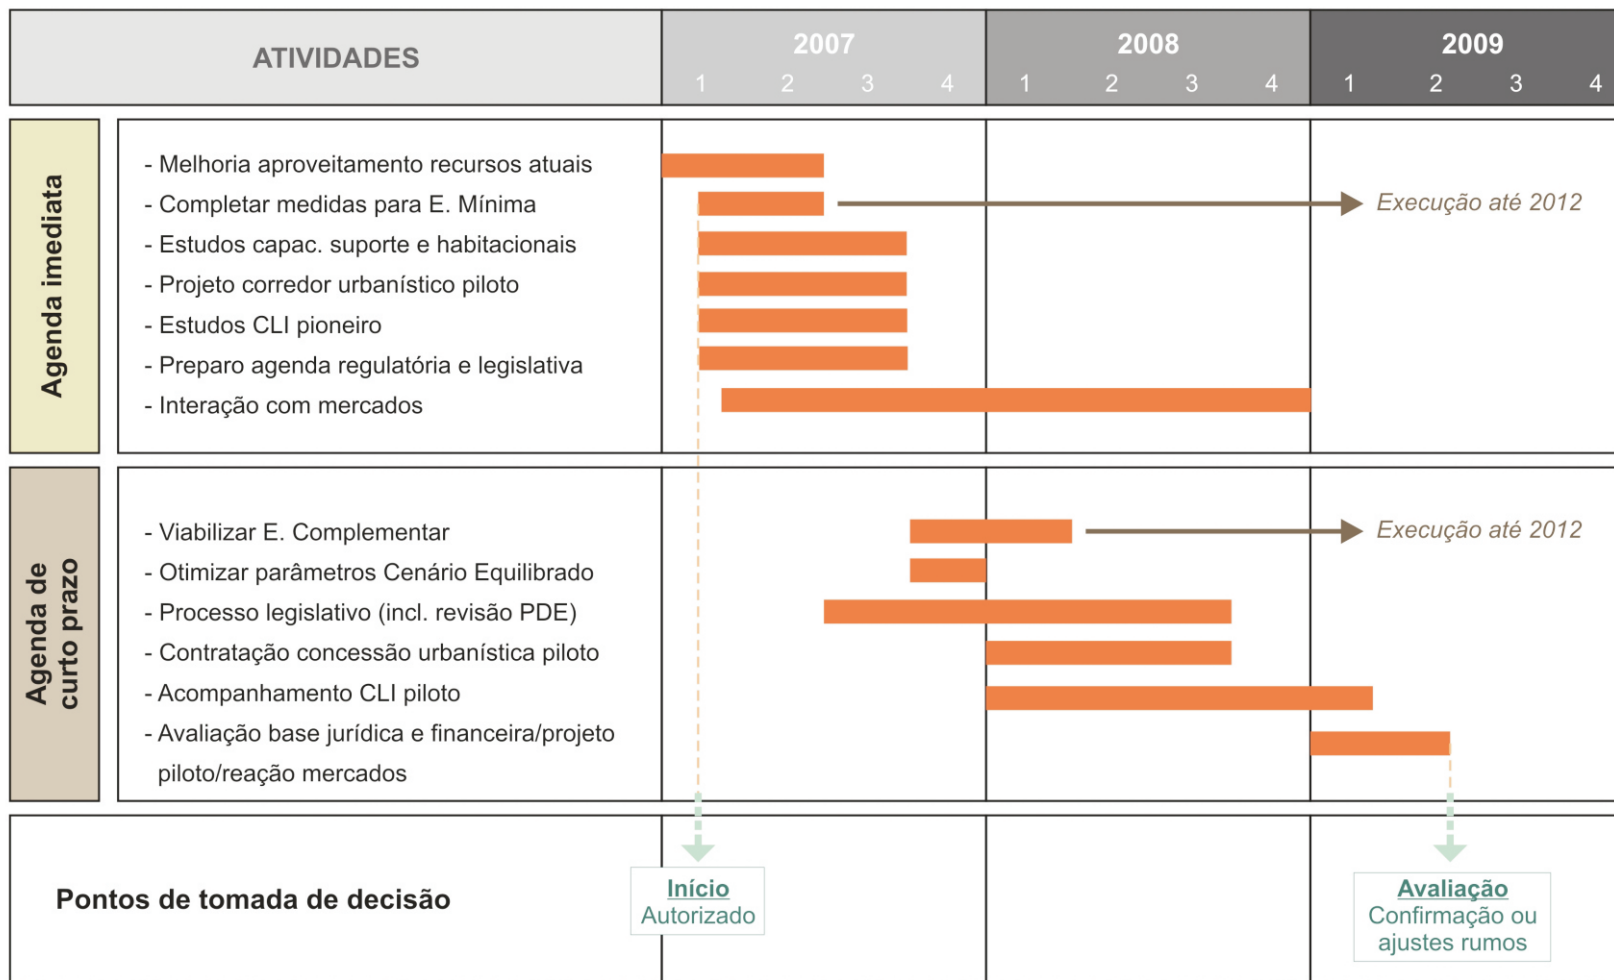 ATIVIDADES
2007
2008
2009
1 2 3 4 1 2 3 4 1 2 3 4
Agenda imediata
- Melhoria aproveitamento recursos atuais
- Completar medidas para E. Mínima
Execução até 2012
- Estudos capac. suporte e habitacionais
- Projeto corredor urbanístico piloto
- Estudos CLI pioneiro
- Preparo agenda regulatória e legislativa
- Interação com mercados
Agenda de
curto prazo
- Viabilizar E. Complementar
Execução até 2012
- Otimizar parâmetros Cenário Equilibrado
- Processo legislativo (incl. revisão PDE)
- Contratação concessão urbanística piloto
- Acompanhamento CLI piloto
- Avaliação base jurídica e financeira/projeto
piloto/reação mercados
Pontos de tomada de decisão
Início
Autorizado
Avaliação
Confirmação ou
ajustes rumos